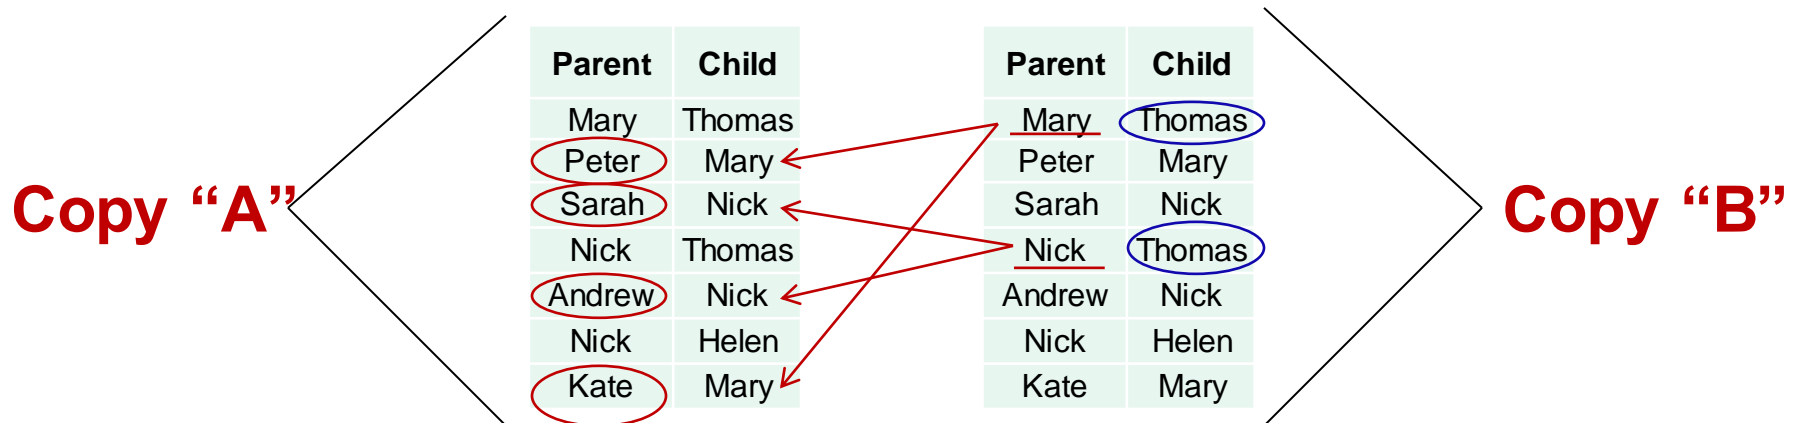 Copy “A”
Parent Child
Mary Thomas
Peter Mary
Sarah Nick
Nick Thomas
Andrew Nick
Nick Helen
Kate Mary
Parent Child
Mary Thomas
Peter Mary
Sarah Nick
Nick Thomas
Andrew Nick
Nick Helen
Kate Mary
Copy “B”